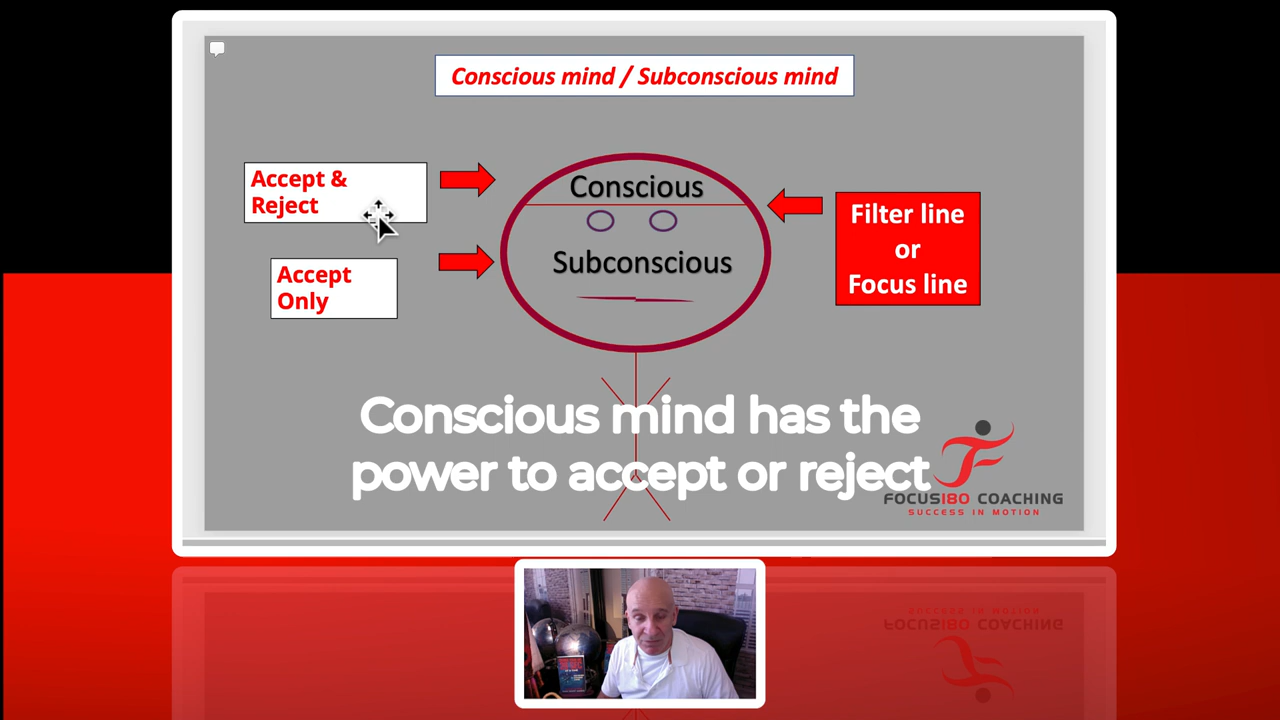 Conscious mind / Subconscious mind
Accept &
Reject
Conscious
Filter line
or
Focus line
Subconscious
Accept
Only
Conscious mind has the
power to accept or reject
FOCUS180 COACHING
SUCCESS IN MOTION